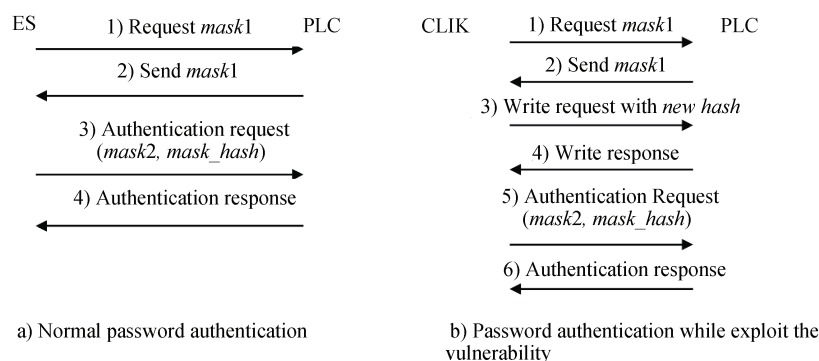 ES
1) Request mask1
PLC
2) Send mask1
3) Authentication request
(mask2, mask_hash)
4) Authentication response
a) Normal password authentication
CLIK
1) Request mask1
PLC
2) Send mask1
3) Write request with new hash
4) Write response
5) Authentication Request
(mask2, mask_hash)
6) Authentication response
b) Password authentication while exploit the
vulnerability